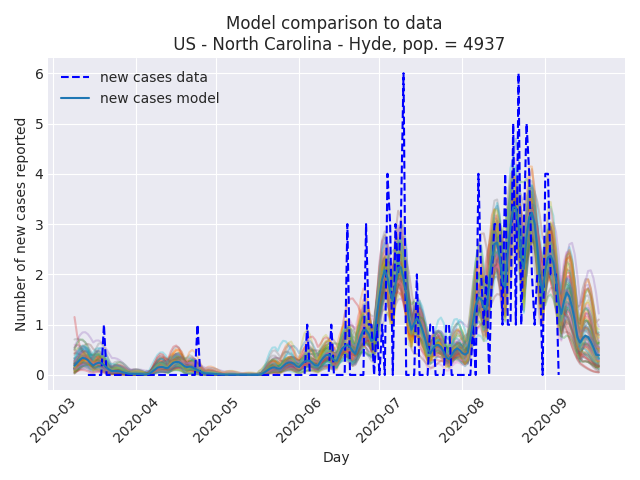 Model comparison to data
US - North Carolina - Hyde, pop. = 4937
new cases data
new cases model
Number of new cases reported
6
5
4
3
2
1
0
2020-03
2020-04
2020-05
2020-06
2020-07
2020-08
2020-09
Day